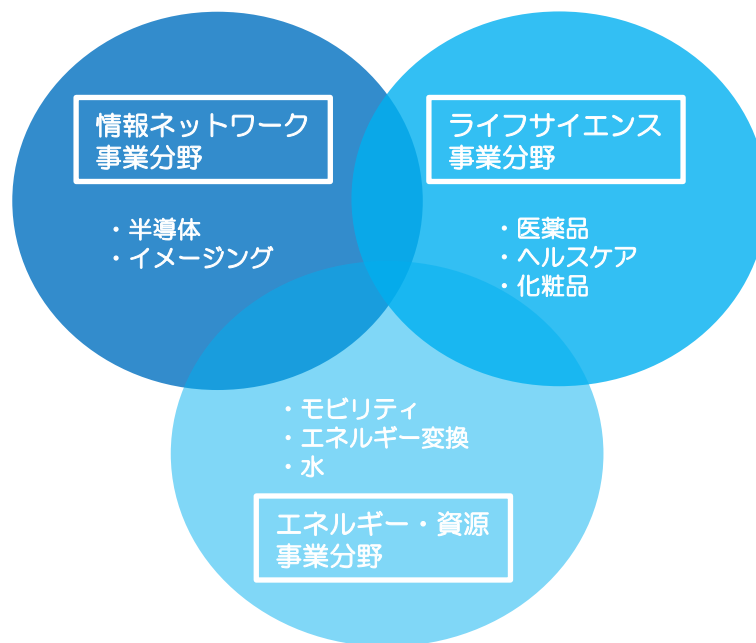 情報ネットワーク
事業分野
・半導体
・イメージング
ライフサイエンス
事業分野
・医薬品
・ヘルスケア
・化粧品
・モビリティ
・エネルギー変換
・水
エネルギー・資源
事業分野